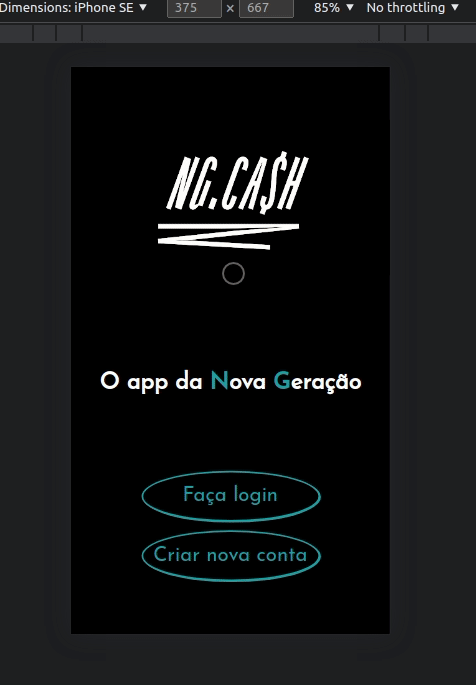 Dimensions: iPhone SE ▼ 375 × 667 85% ▼ No throttling ▼
NG.CA$H
O app da Nova Geração
Faça login
Criar nova conta